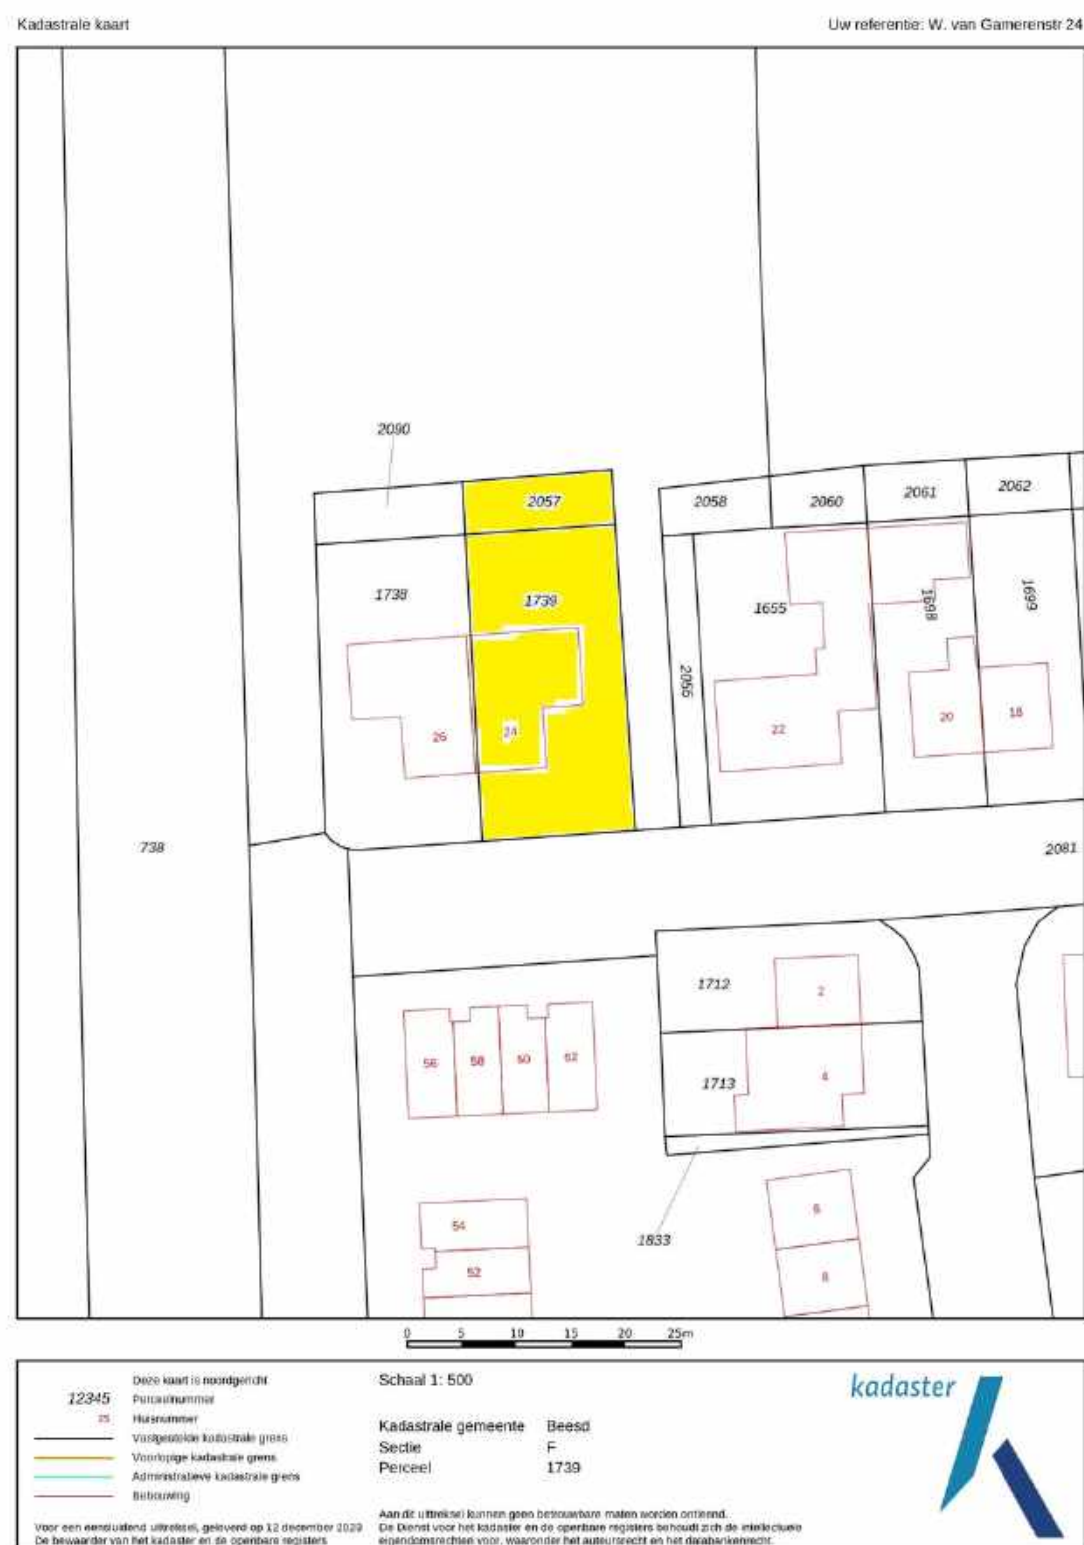 Kadastrale kaart
Uw referentie: W. van Gamerenstr 24
2090
2057
2058
2060
2061
2062
1738
1739
1655
1698
1699
2056
26
24
22
20
18
738
2081
1712
2
56
58
60
62
1713
4
54
52
1833
6
8
0 5 10 15 20 25m
Deze kaart is noordgericht
12345 Perceelnummer
25 Huisnummer
Vastgestelde kadastrale grens
Voorlopige kadastrale grens
Administratieve kadastrale grens
Bebouwing
Voor een eensluidend uittreksel, geleverd op 12 december 2023
De bewaarder van het kadaster en de openbare registers
Schaal 1: 500
Kadastrale gemeente Beesd
Sectie F
Perceel 1739
Aan dit uittreksel kunnen geen betrouwbare maten worden ontleend.
De Dienst voor het kadaster en de openbare registers behoudt zich de intellectuele
eigendomsrechten voor, waaronder het auteursrecht en het databankenrecht.
kadaster